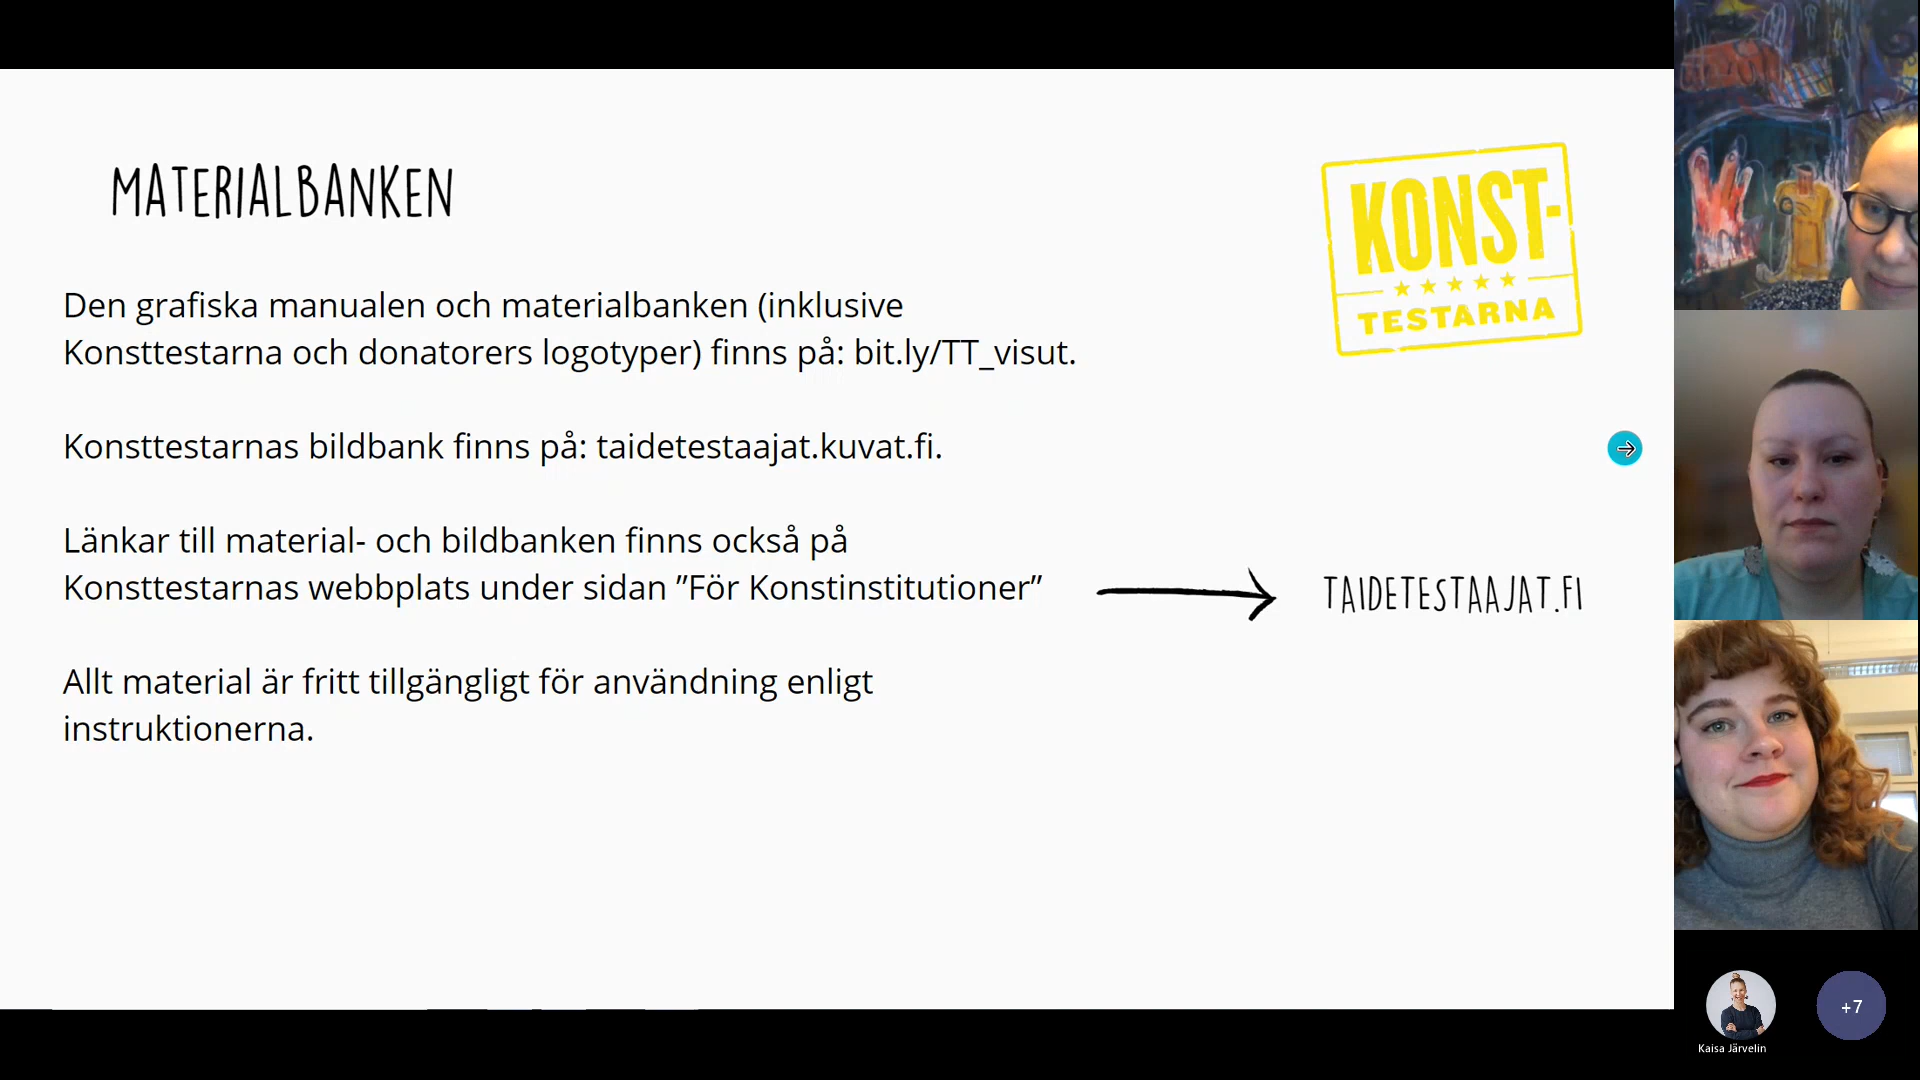 MATERIALBANKEN
KONST-
TESTARNA
Den grafiska manualen och materialbanken (inklusive
Konsttestarna och donatorers logotyper) finns på: bit.ly/TT_visut.
Konsttestarnas bildbank finns på: taidetestaajat.kuvat.fi.
Länkar till material- och bildbanken finns också på
Konsttestarnas webbplats under sidan ”För Konstinstitutioner”
TAIDETESTAAJAT.FI
Allt material är fritt tillgängligt för användning enligt
instruktionerna.
Kaisa Järvelin
+7